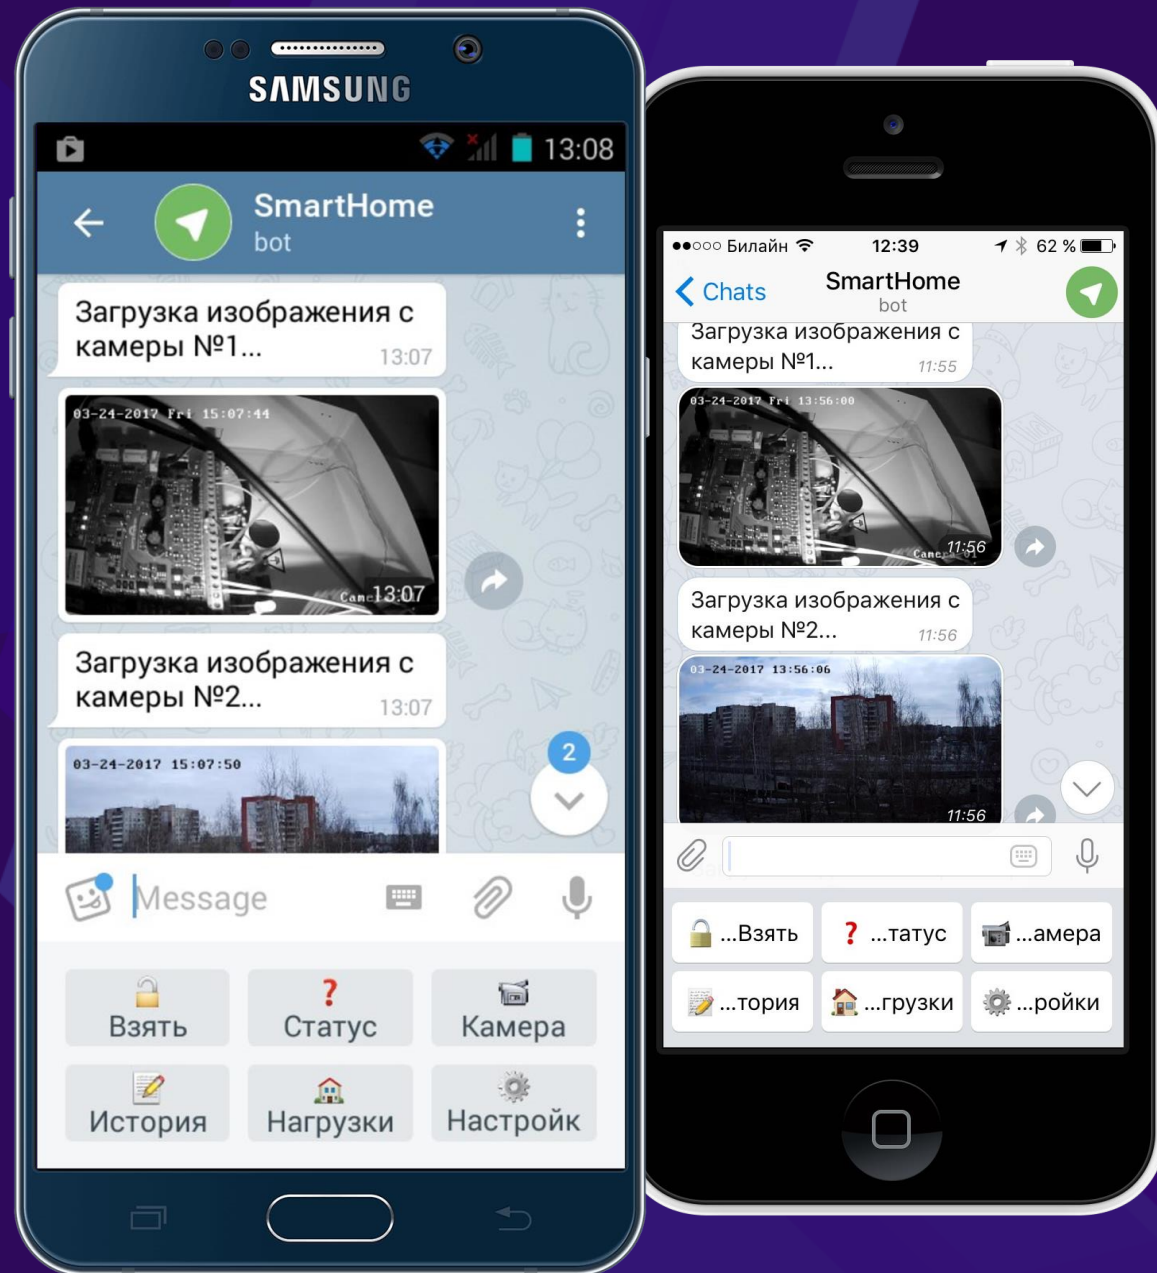 SAMSUNG
13:08
SmartHome
bot
Загрузка изображения с
камеры №1...
13:07
03-24-2017 Fri 15:07:44
13:07
Загрузка изображения с
камеры №2...
13:07
03-24-2017 15:07:50
2
Message
Взять
Статус
Камера
История
Нагрузки
Настройк
Билайн
12:39
62 %
Chats
SmartHome
bot
Загрузка изображения с
камеры №1...
11:55
03-24-2017 Fri 13:56:00
11:56
Загрузка изображения с
камеры №2...
11:56
03-24-2017 13:56:06
11:56
...Взять
? ...татус
...амера
...тория
...грузки
...ройки